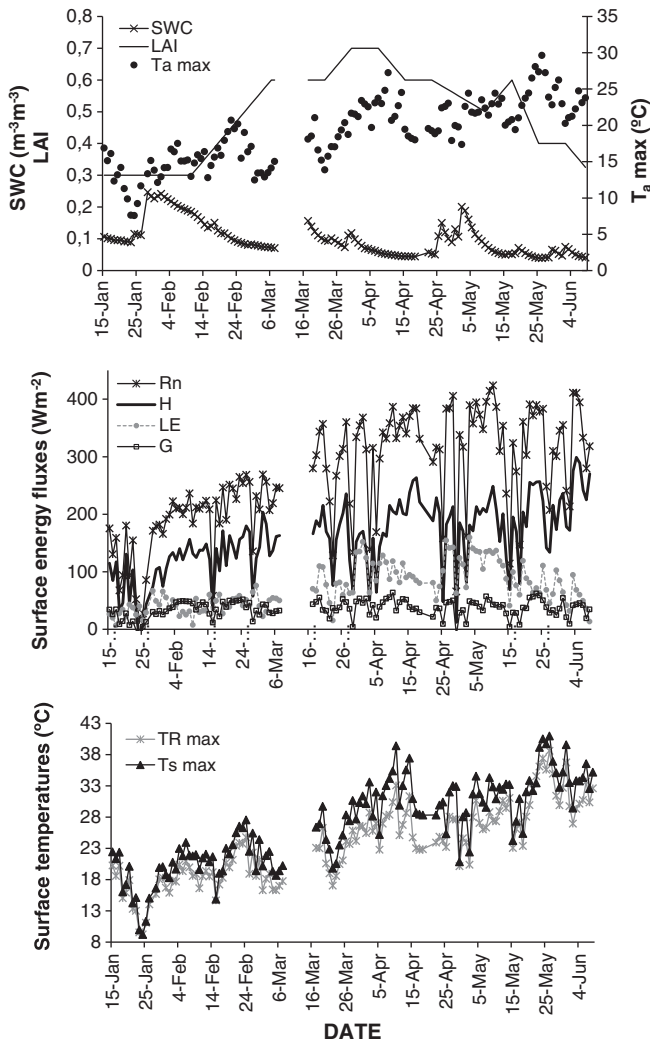 SWC
LAI
Ta max
0,8
0,7
0,6
0,5
0,4
0,3
0,2
0,1
0
SWC (m-3m-3)
LAI
35
30
25
20
15
10
5
0
Ta max (ºC)
15-Jan
25-Jan
4-Feb
14-Feb
24-Feb
6-Mar
16-Mar
26-Mar
5-Apr
15-Apr
25-Apr
5-May
15-May
25-May
4-Jun
Rn
H
LE
G
400
300
200
100
0
Surface energy fluxes (Wm-2)
15-
25-
4-Feb
14-
24-
6-Mar
16-
26-
5-Apr
15-Apr
25-Apr
5-May
15-
25-
4-Jun
TR max
Ts max
43
38
33
28
23
18
13
8
Surface temperatures (°C)
15-Jan
25-Jan
4-Feb
14-Feb
24-Feb
6-Mar
16-Mar
26-Mar
5-Apr
15-Apr
25-Apr
5-May
15-May
25-May
4-Jun
DATE